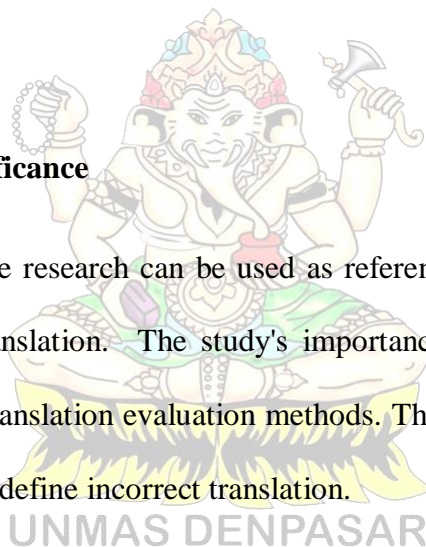 ficance
e research can be used as referen
nslation. The study's importanc
anslation evaluation methods. Th
define incorrect translation.
UNMAS DENPASAR